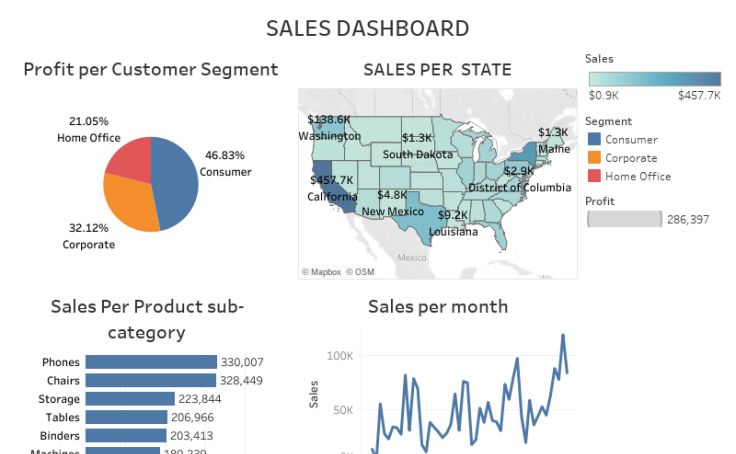 SALES DASHBOARD
Profit per Customer Segment
21.05%
Home Office
46.83%
Consumer
32.12%
Corporate
SALES PER STATE
$138.6K
Washington
$1.3K
South Dakota
$1.3K
Maine
$2.9K
District of Columbia
$457.7K
California
$4.8K
New Mexico
$9.2K
Louisiana
Mexico
© Mapbox © OSM
Sales
$0.9K $457.7K
Segment
Consumer
Corporate
Home Office
Profit
286,397
Sales Per Product sub-
category
Phones 330,007
Chairs 328,449
Storage 223,844
Tables 206,966
Binders 203,413
Machines 189,239
Sales per month
Sales
100K
50K